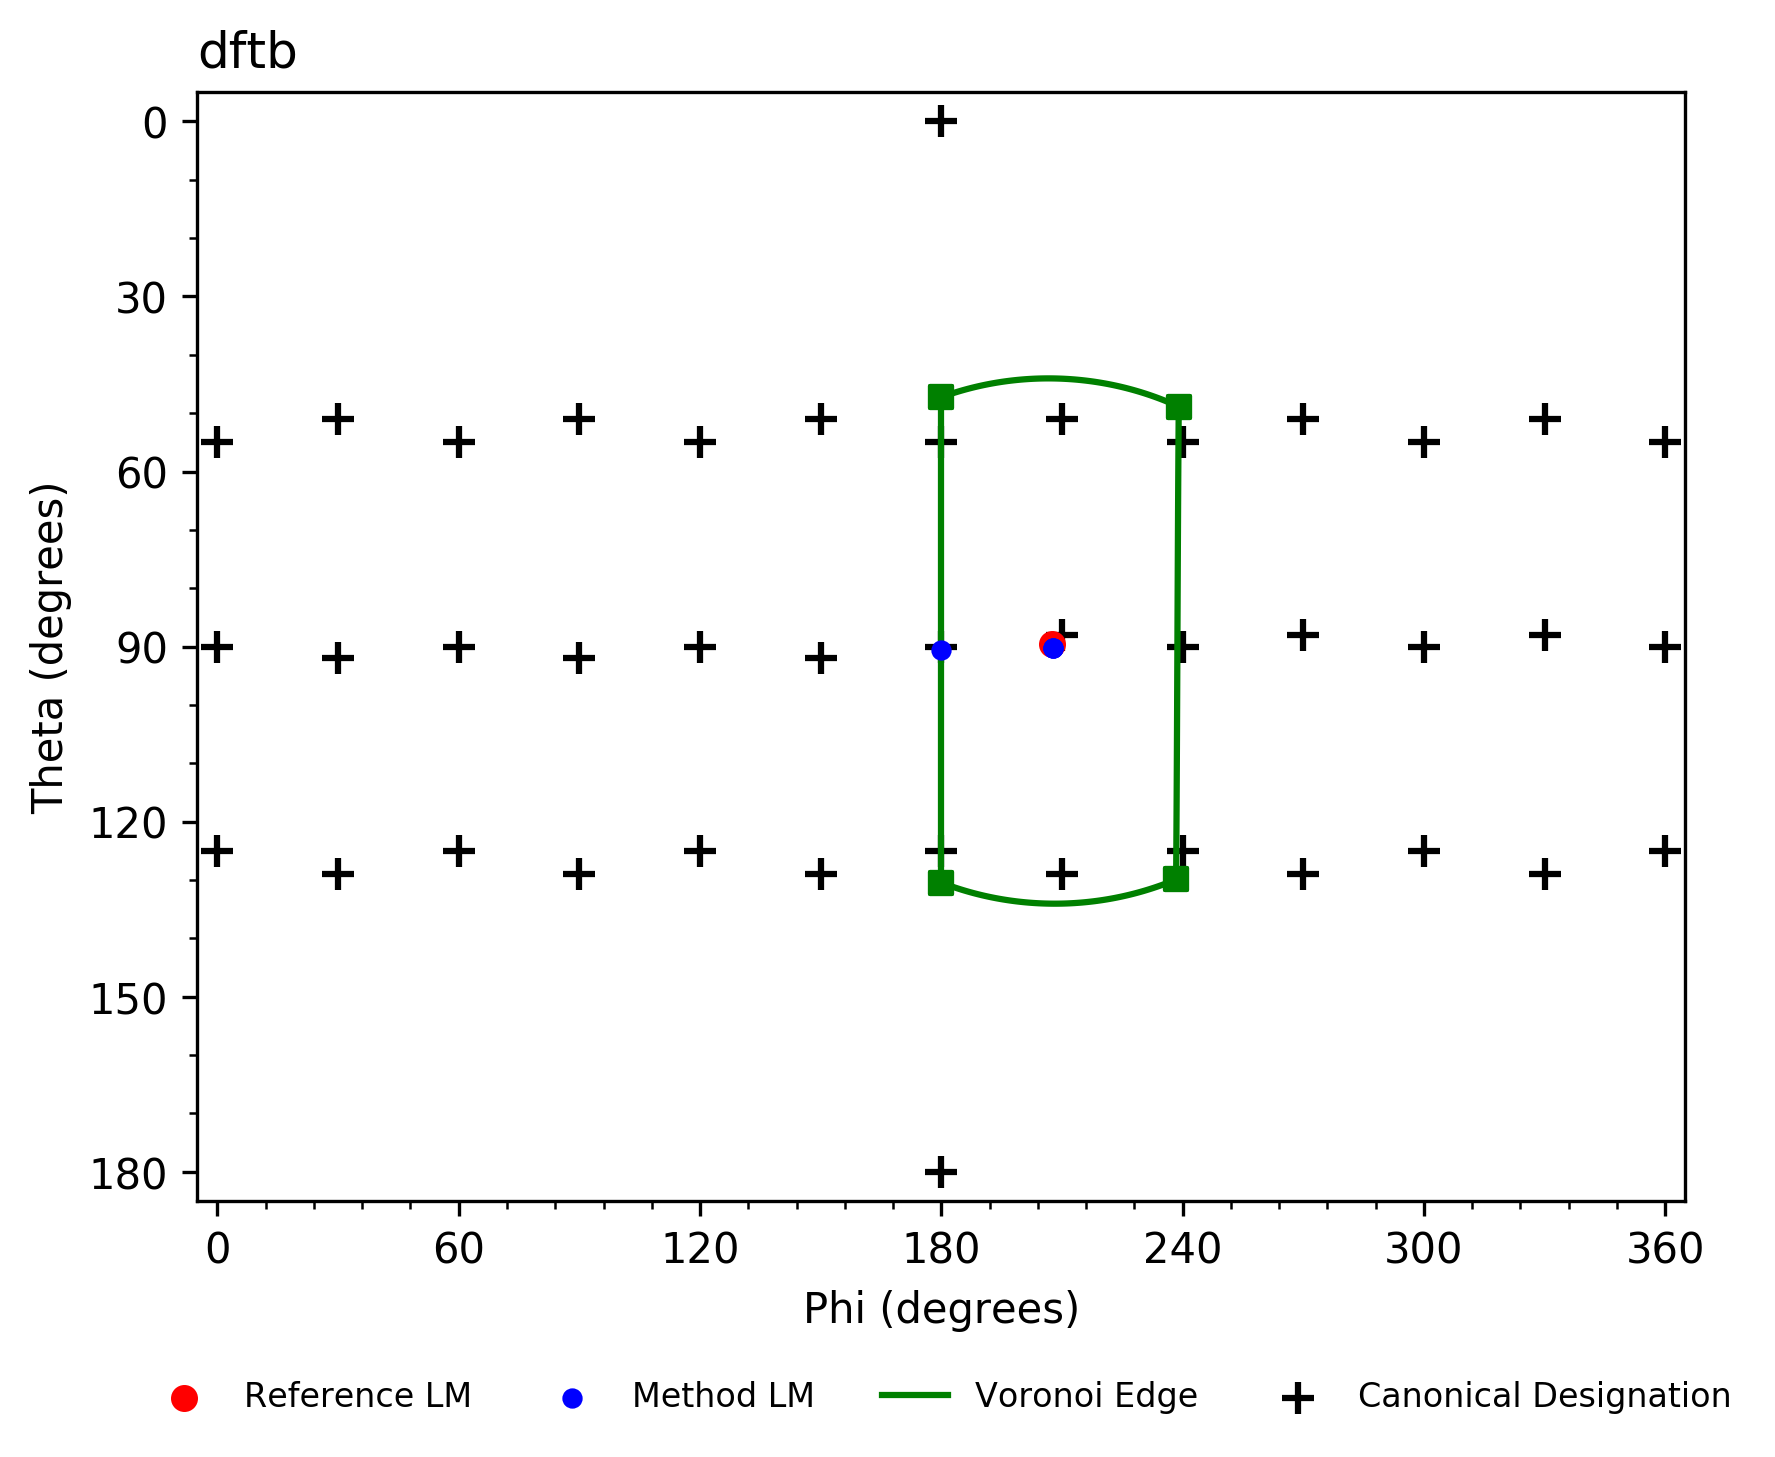 dftb
0
30
60
90
120
150
180
Theta (degrees)
0 60 120 180 240 300 360
Phi (degrees)
Reference LM Method LM Voronoi Edge Canonical Designation